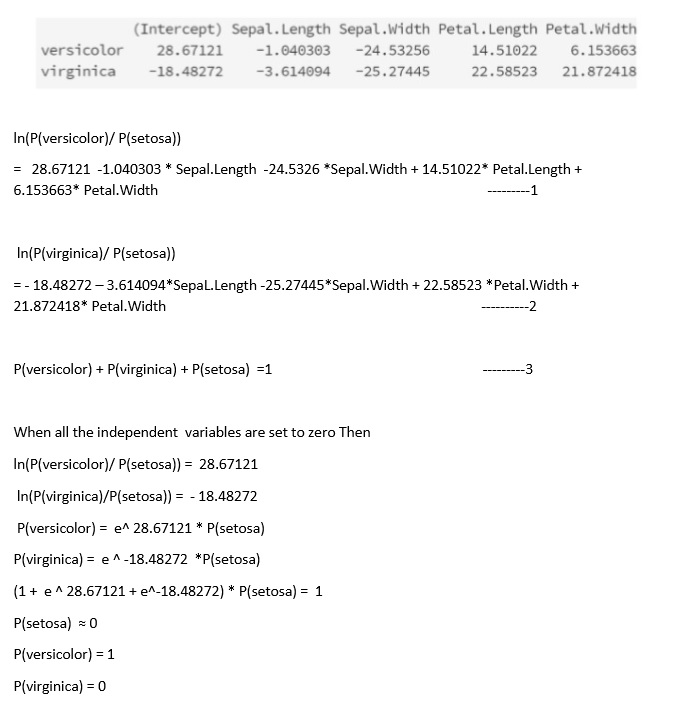 (Intercept) Sepal.Length Sepal.Width Petal.Length Petal.Width
versicolor 28.67121 -1.040303 -24.53256 14.51022 6.153663
virginica -18.48272 -3.614094 -25.27445 22.58523 21.872418
ln(P(versicolor)/ P(setosa))
= 28.67121 -1.040303 * Sepal.Length -24.5326 *Sepal.Width + 14.51022* Petal.Length +
6.153663* Petal.Width ---------1
ln(P(virginica)/ P(setosa))
= - 18.48272 – 3.614094*SepaL.Length -25.27445*Sepal.Width + 22.58523 *Petal.Width +
21.872418* Petal.Width ----------2
P(versicolor) + P(virginica) + P(setosa) =1 ---------3
When all the independent variables are set to zero Then
ln(P(versicolor)/ P(setosa)) = 28.67121
ln(P(virginica)/P(setosa)) = - 18.48272
P(versicolor) = e^ 28.67121 * P(setosa)
P(virginica) = e ^ -18.48272 *P(setosa)
(1 + e ^ 28.67121 + e^-18.48272) * P(setosa) = 1
P(setosa) ≈ 0
P(versicolor) = 1
P(virginica) = 0